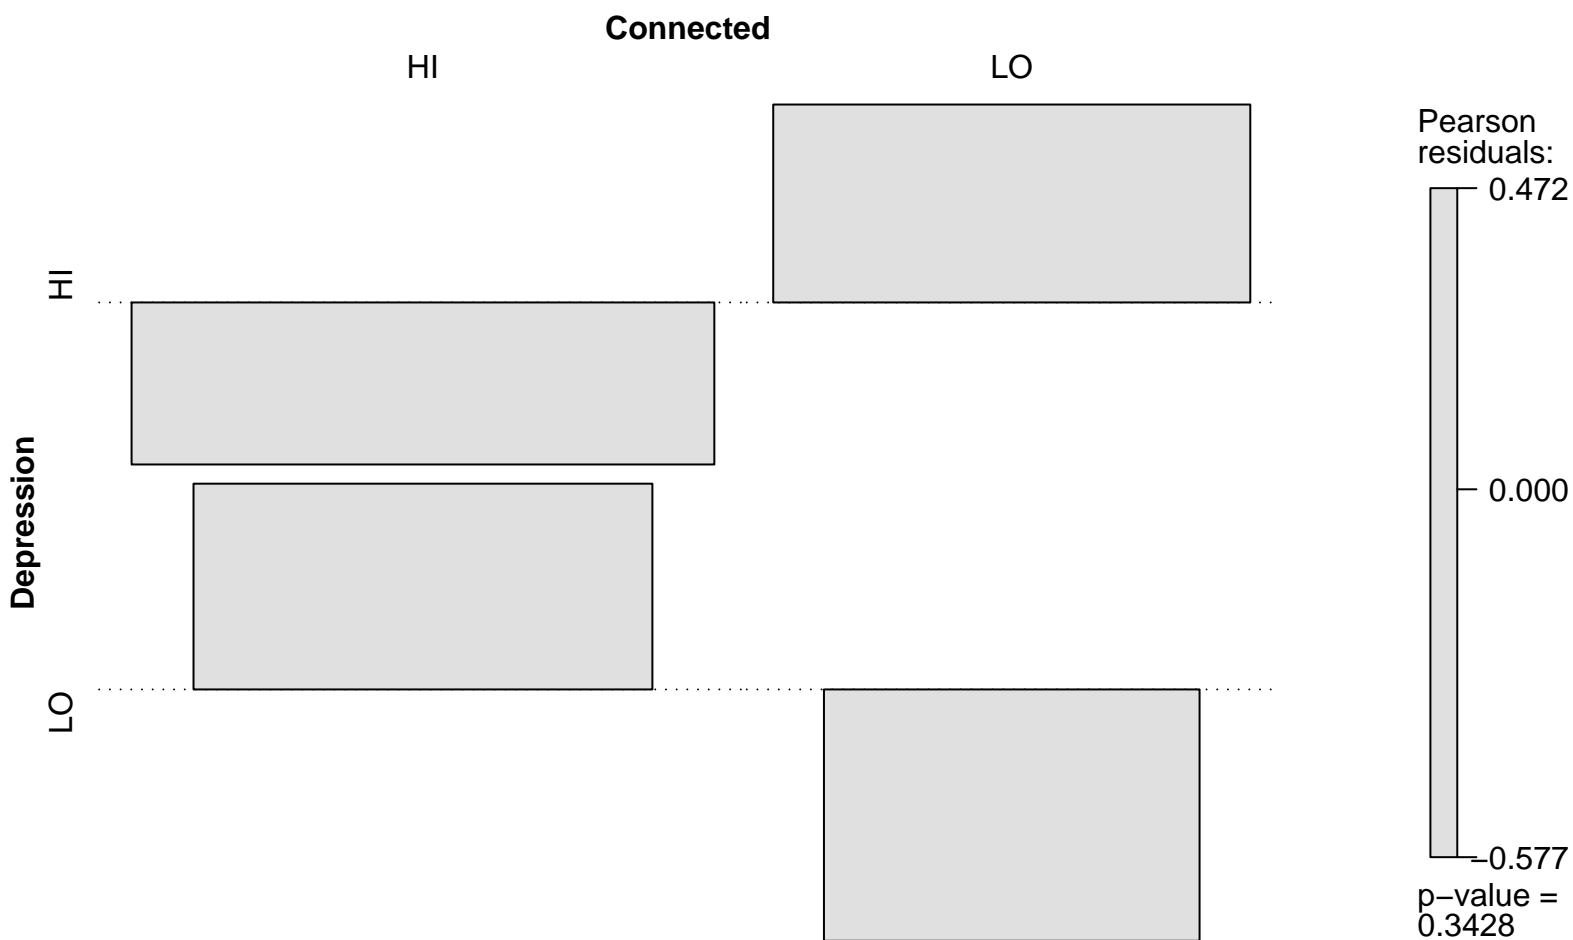 Connected
HI
LO
Depression
HI
LO
Pearson
residuals:
0.472
0.000
−0.577
p−value =
0.3428